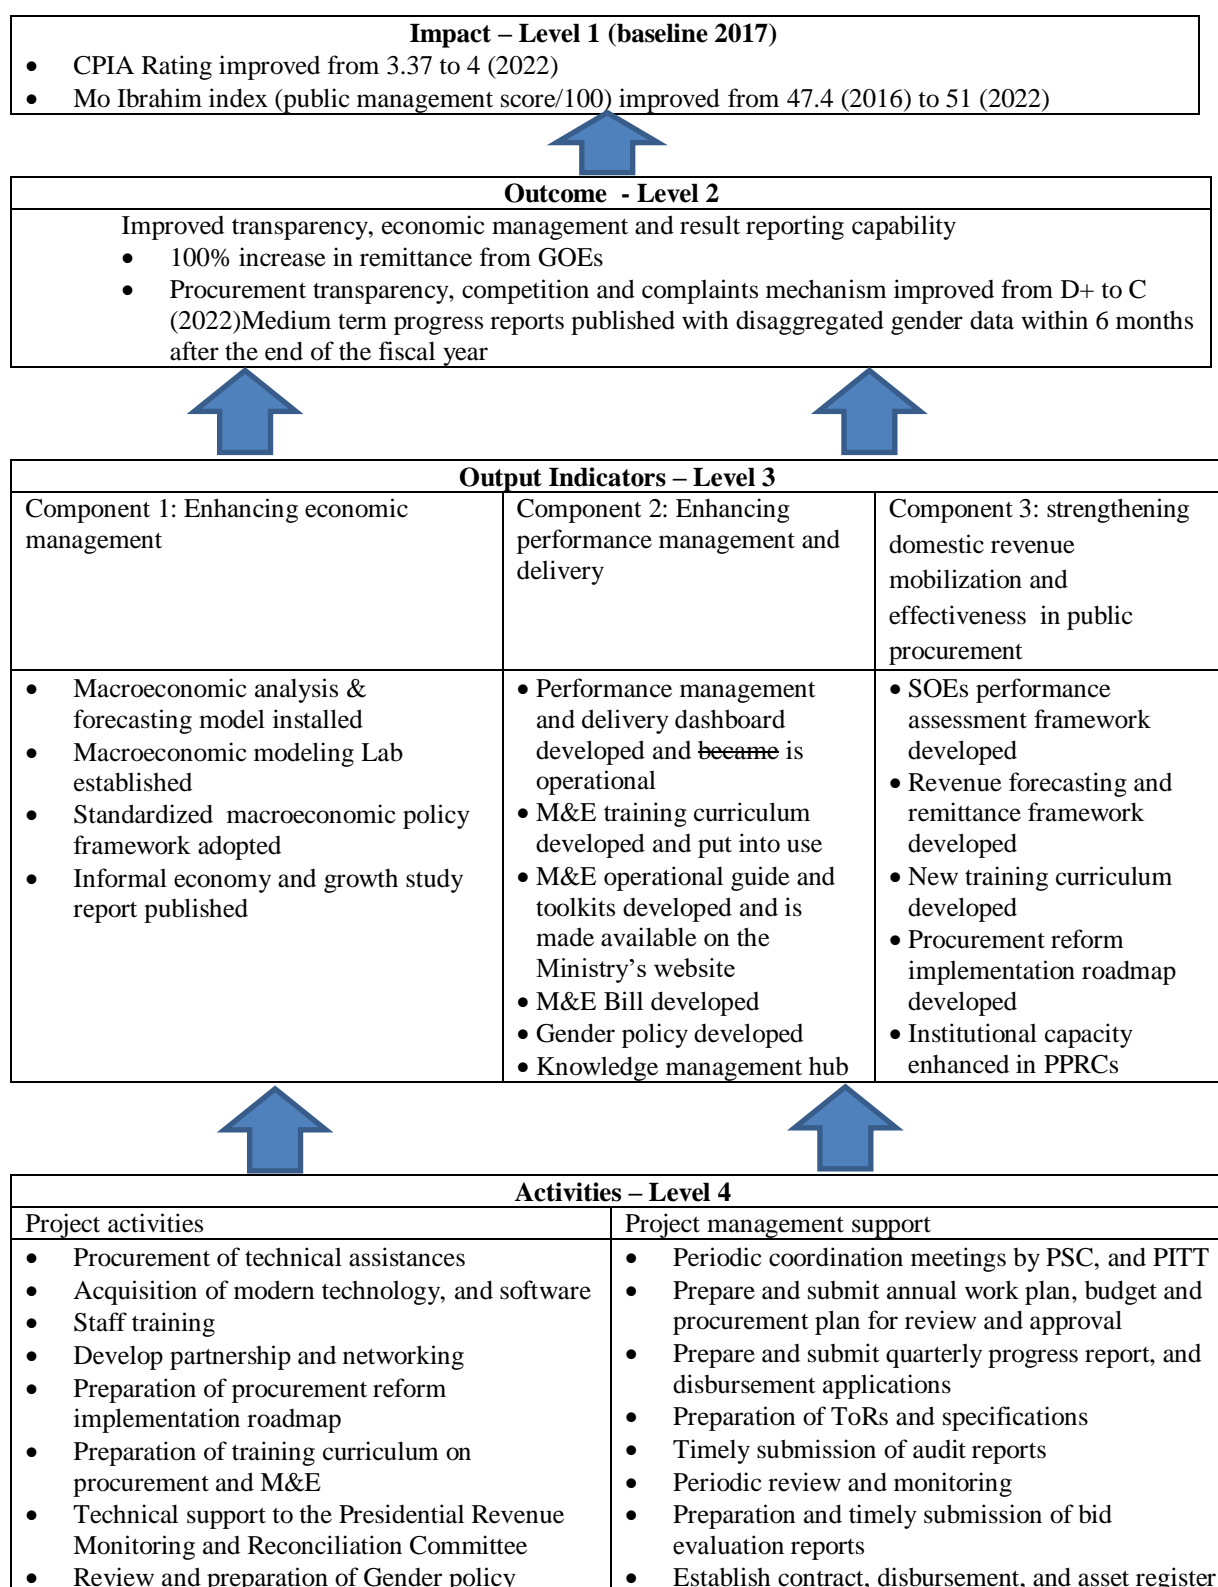 Impact – Level 1 (baseline 2017)
• CPIA Rating improved from 3.37 to 4 (2022)
• Mo Ibrahim index (public management score/100) improved from 47.4 (2016) to 51 (2022)
Outcome - Level 2
Improved transparency, economic management and result reporting capability
• 100% increase in remittance from GOEs
• Procurement transparency, competition and complaints mechanism improved from D+ to C
(2022)Medium term progress reports published with disaggregated gender data within 6 months
after the end of the fiscal year
Output Indicators – Level 3
Component 1: Enhancing economic
management
Component 2: Enhancing
performance management and
delivery
Component 3: strengthening
domestic revenue
mobilization and
effectiveness in public
procurement
• Macroeconomic analysis &
forecasting model installed
• Macroeconomic modeling Lab
established
• Standardized macroeconomic policy
framework adopted
• Informal economy and growth study
report published
• Performance management
and delivery dashboard
developed and became is
operational
• M&E training curriculum
developed and put into use
• M&E operational guide and
toolkits developed and is
made available on the
Ministry’s website
• M&E Bill developed
• Gender policy developed
• Knowledge management hub
• SOEs performance
assessment framework
developed
• Revenue forecasting and
remittance framework
developed
• New training curriculum
developed
• Procurement reform
implementation roadmap
developed
• Institutional capacity
enhanced in PPRCs
Activities – Level 4
Project activities
• Procurement of technical assistances
• Acquisition of modern technology, and software
• Staff training
• Develop partnership and networking
• Preparation of procurement reform
implementation roadmap
• Preparation of training curriculum on
procurement and M&E
• Technical support to the Presidential Revenue
Monitoring and Reconciliation Committee
• Review and preparation of Gender policy
Project management support
• Periodic coordination meetings by PSC, and PITT
• Prepare and submit annual work plan, budget and
procurement plan for review and approval
• Prepare and submit quarterly progress report, and
disbursement applications
• Preparation of ToRs and specifications
• Timely submission of audit reports
• Periodic review and monitoring
• Preparation and timely submission of bid
evaluation reports
• Establish contract, disbursement, and asset register